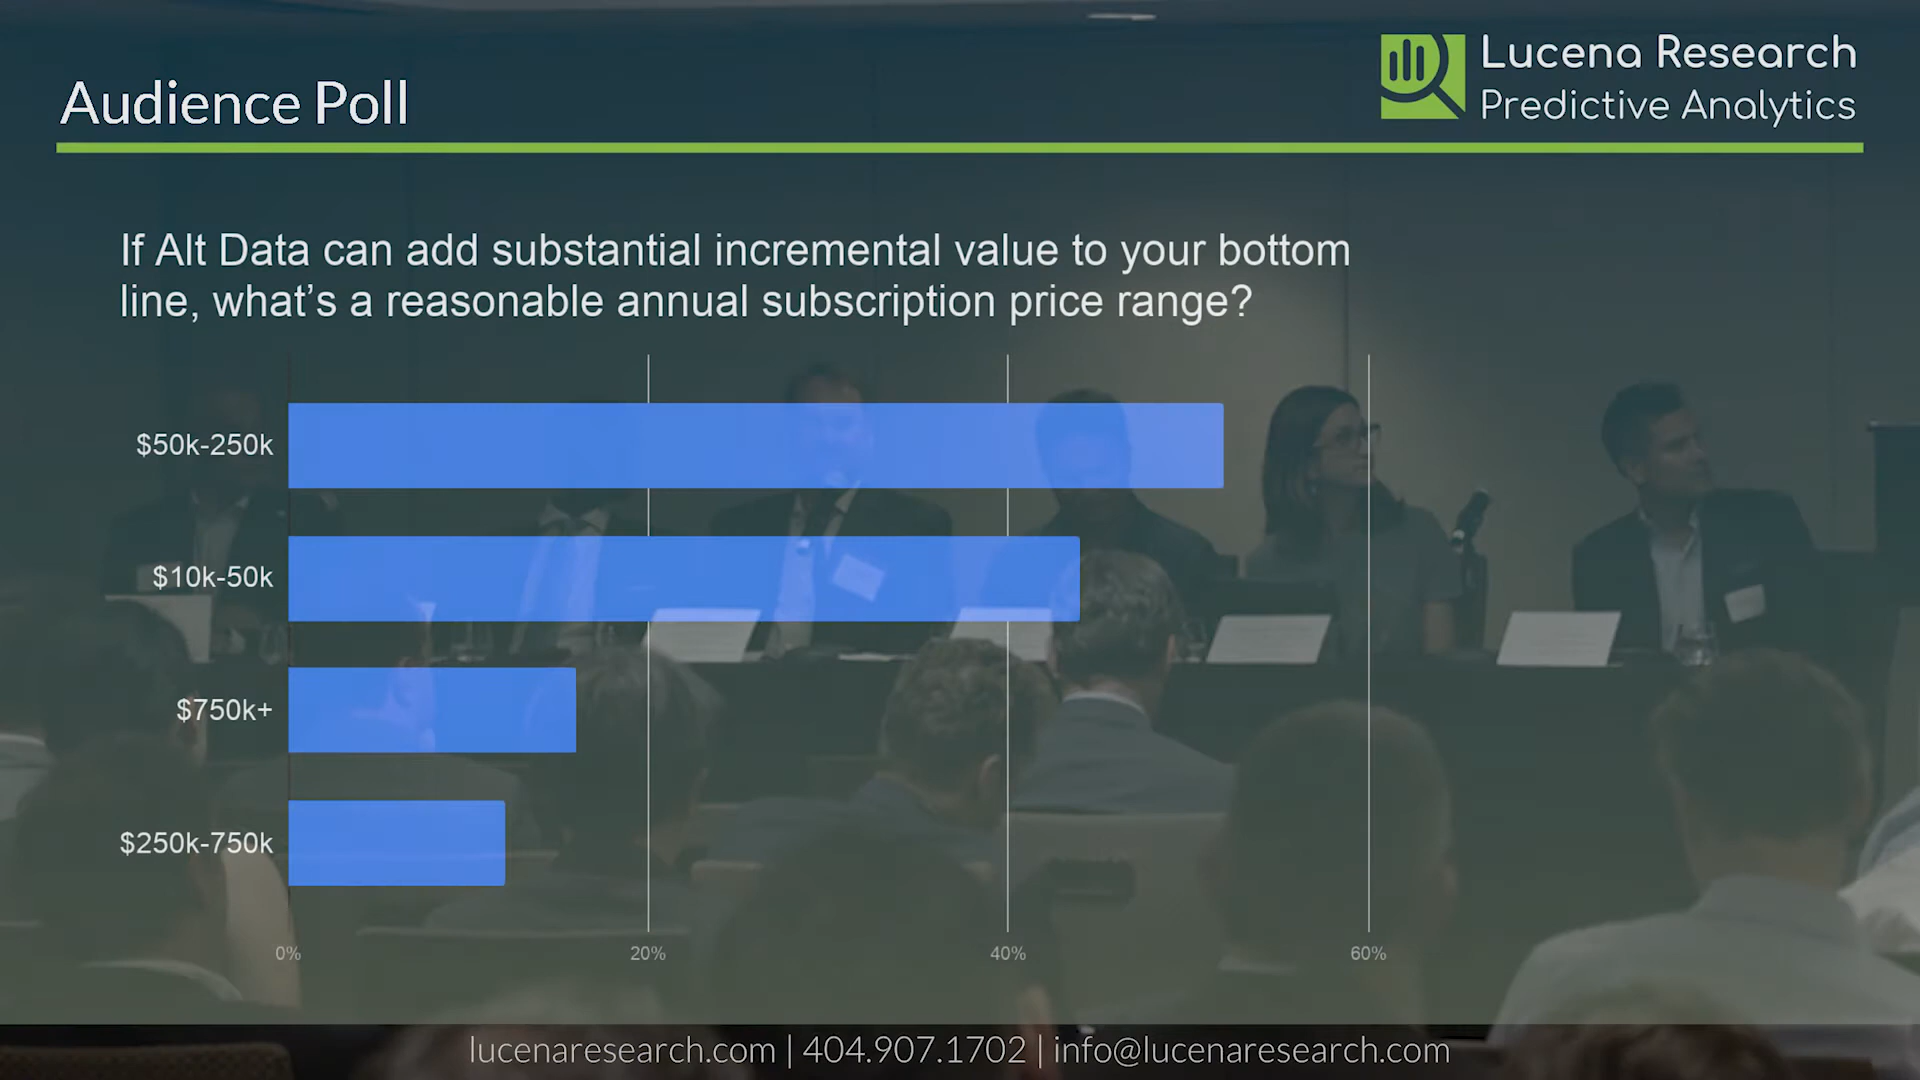 Lucena Research
Predictive Analytics
Audience Poll
If Alt Data can add substantial incremental value to your bottom
line, what’s a reasonable annual subscription price range?
$50k-250k
$10k-50k
$750k+
$250k-750k
0% 20% 40% 60%
lucenaresearch.com | 404.907.1702 | info@lucenaresearch.com